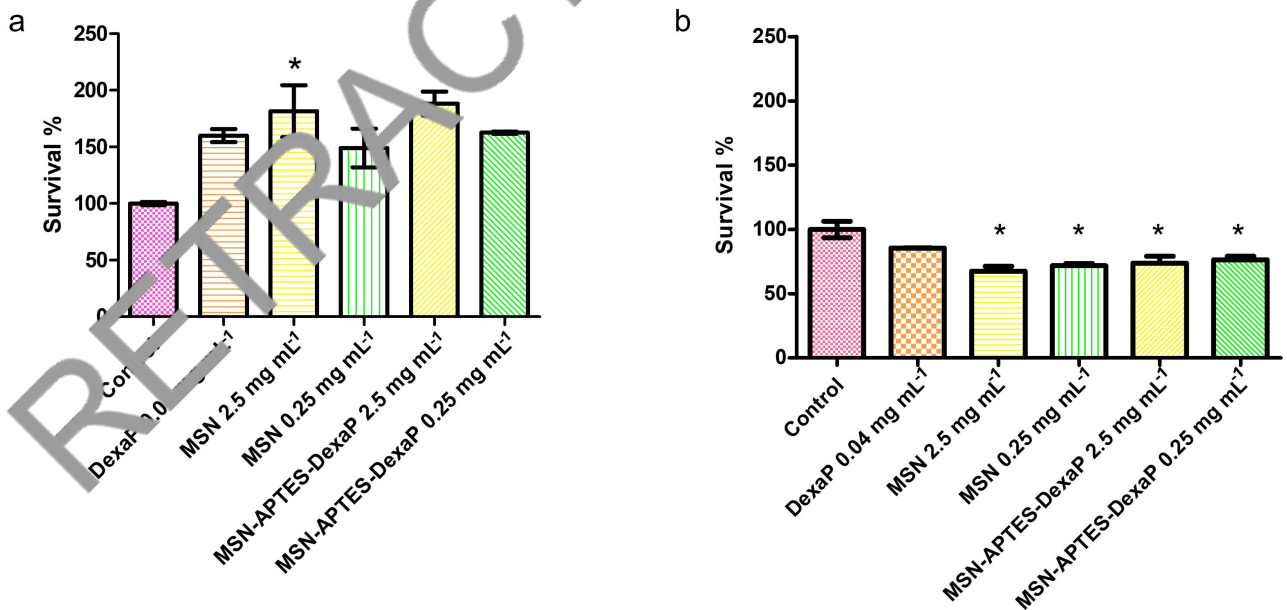 a
250
200
150
100
50
0
Survival %
*
MSN 2.5 mg mL-1
MSN 0.25 mg mL-1
MSN-APTES-DexaP 2.5 mg mL-1
MSN-APTES-DexaP 0.25 mg mL-1
DexaP
RETRAC
b
250
200
150
100
50
0
Survival %
* * * *
Control
DexaP 0.04 mg mL-1
MSN 2.5 mg mL-1
MSN 0.25 mg mL-1
MSN-APTES-DexaP 2.5 mg mL-1
MSN-APTES-DexaP 0.25 mg mL-1